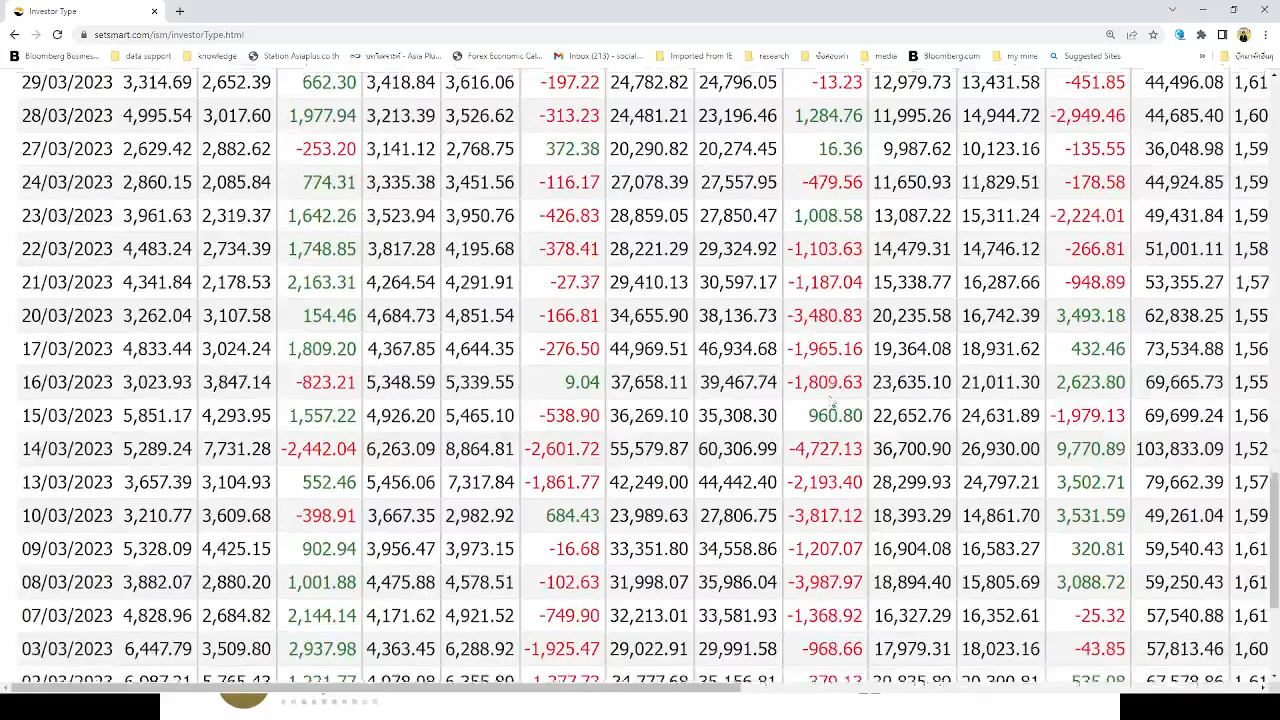 Investor Type
setsmart.com/ism/investorType.html
Bloomberg Business... data support calendar Station Asiaplus.co.th - Asia Plu... Forex Economic Cal... Inbox (213) - social... Imported From IE research media Bloomberg.com my mine Suggested Sites »
29/03/2023 3,314.69 2,652.39 662.30 3,418.84 3,616.06 -197.22 24,782.82 24,796.05 -13.23 12,979.73 13,431.58 -451.85 44,496.08 1,61
28/03/2023 4,995.54 3,017.60 1,977.94 3,213.39 3,526.62 -313.23 24,481.21 23,196.46 1,284.76 11,995.26 14,944.72 -2,949.46 44,685.40 1,60
27/03/2023 2,629.42 2,882.62 -253.20 3,141.12 2,768.75 372.38 20,290.82 20,274.45 16.36 9,987.62 10,123.16 -135.55 36,048.98 1,59
24/03/2023 2,860.15 2,085.84 774.31 3,335.38 3,451.56 -116.17 27,078.39 27,557.95 -479.56 11,650.93 11,829.51 -178.58 44,924.85 1,59
23/03/2023 3,961.63 2,319.37 1,642.26 3,523.94 3,950.76 -426.83 28,859.05 27,850.47 1,008.58 13,087.22 15,311.24 -2,224.01 49,431.84 1,59
22/03/2023 4,483.24 2,734.39 1,748.85 3,817.28 4,195.68 -378.41 28,221.29 29,324.92 -1,103.63 14,479.31 14,746.12 -266.81 51,001.11 1,58
21/03/2023 4,341.84 2,178.53 2,163.31 4,264.54 4,291.91 -27.37 29,410.13 30,597.17 -1,187.04 15,338.77 16,287.66 -948.89 53,355.27 1,57
20/03/2023 3,262.04 3,107.58 154.46 4,684.73 4,851.54 -166.81 34,655.90 38,136.73 -3,480.83 20,235.58 16,742.39 3,493.18 62,838.25 1,55
17/03/2023 4,833.44 3,024.24 1,809.20 4,367.85 4,644.35 -276.50 44,969.51 46,934.68 -1,965.16 19,364.08 18,931.62 432.46 73,534.88 1,56
16/03/2023 3,023.93 3,847.14 -823.21 5,348.59 5,339.55 9.04 37,658.11 39,467.74 -1,809.63 23,635.10 21,011.30 2,623.80 69,665.73 1,55
15/03/2023 5,851.17 4,293.95 1,557.22 4,926.20 5,465.10 -538.90 36,269.10 35,308.30 960.80 22,652.76 24,631.89 -1,979.13 69,699.24 1,56
14/03/2023 5,289.24 7,731.28 -2,442.04 6,263.09 8,864.81 -2,601.72 55,579.87 60,306.99 -4,727.13 36,700.90 26,930.00 9,770.89 103,833.09 1,52
13/03/2023 3,657.39 3,104.93 552.46 5,456.06 7,317.84 -1,861.77 42,249.00 44,442.40 -2,193.40 28,299.93 24,797.21 3,502.71 79,662.39 1,57
10/03/2023 3,210.77 3,609.68 -398.91 3,667.35 2,982.92 684.43 23,989.63 27,806.75 -3,817.12 18,393.29 14,861.70 3,531.59 49,261.04 1,59
09/03/2023 5,328.09 4,425.15 902.94 3,956.47 3,973.15 -16.68 33,351.80 34,558.86 -1,207.07 16,904.08 16,583.27 320.81 59,540.43 1,61
08/03/2023 3,882.07 2,880.20 1,001.88 4,475.88 4,578.51 -102.63 31,998.07 35,986.04 -3,987.97 18,894.40 15,805.69 3,088.72 59,250.43 1,61
07/03/2023 4,828.96 2,684.82 2,144.14 4,171.62 4,921.52 -749.90 32,213.01 33,581.93 -1,368.92 16,327.29 16,352.61 -25.32 57,540.88 1,61
03/03/2023 6,447.79 3,509.80 2,937.98 4,363.45 6,288.92 -1,925.47 29,022.91 29,991.58 -968.66 17,979.31 18,023.16 -43.85 57,813.46 1,60